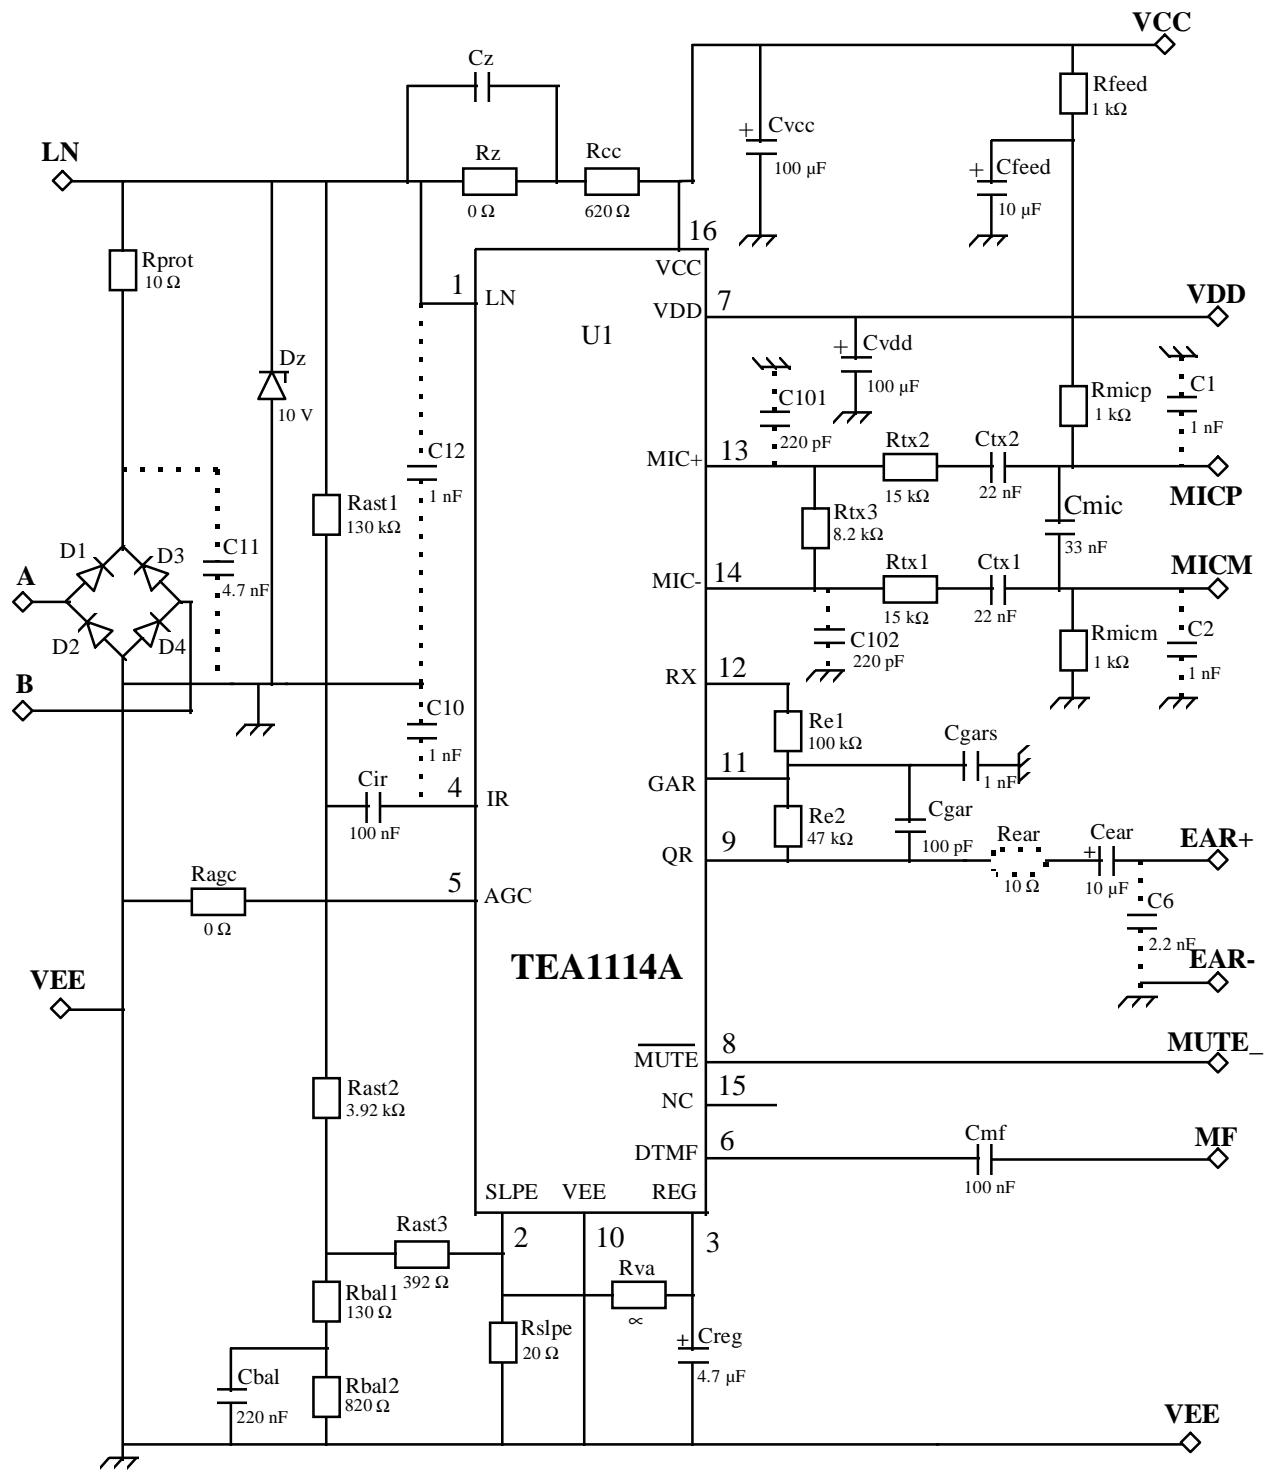 VCC
Cz
Rfeed
1 kΩ
+
Cvcc
100 μF
LN
Rz
0 Ω
Rcc
620 Ω
+
Cfeed
10 μF
16
VCC
Rprot
10 Ω
1
LN
7
VDD
VDD
U1
Dz
10 V
+
Cvdd
100 μF
C101
220 pF
Rmicp
1 kΩ
C1
1 nF
C12
1 nF
MIC+
13
Rtx2
15 kΩ
Ctx2
22 nF
MICP
Rast1
130 kΩ
Rtx3
8.2 kΩ
Cmic
33 nF
D1
D3
C11
4.7 nF
A
MIC-
14
Rtx1
15 kΩ
Ctx1
22 nF
MICM
D2
D4
C102
220 pF
Rmicm
1 kΩ
C2
1 nF
B
RX
12
C10
1 nF
Re1
100 kΩ
Cgars
1 nF
Cir
100 nF
4
IR
GAR
11
Re2
47 kΩ
Cgar
100 pF
QR
9
Rear
10 Ω
+
Cear
10 μF
EAR+
Ragc
0 Ω
5
AGC
C6
2.2 nF
TEA1114A
EAR-
VEE
MUTE
8
MUTE_
NC
15
Rast2
3.92 kΩ
DTMF
6
Cmf
100 nF
MF
SLPE
VEE
REG
2
10
3
Rast3
392 Ω
Rva
∝
Rbal1
130 Ω
Rslpe
20 Ω
+
Creg
4.7 μF
Cbal
220 nF
Rbal2
820 Ω
VEE